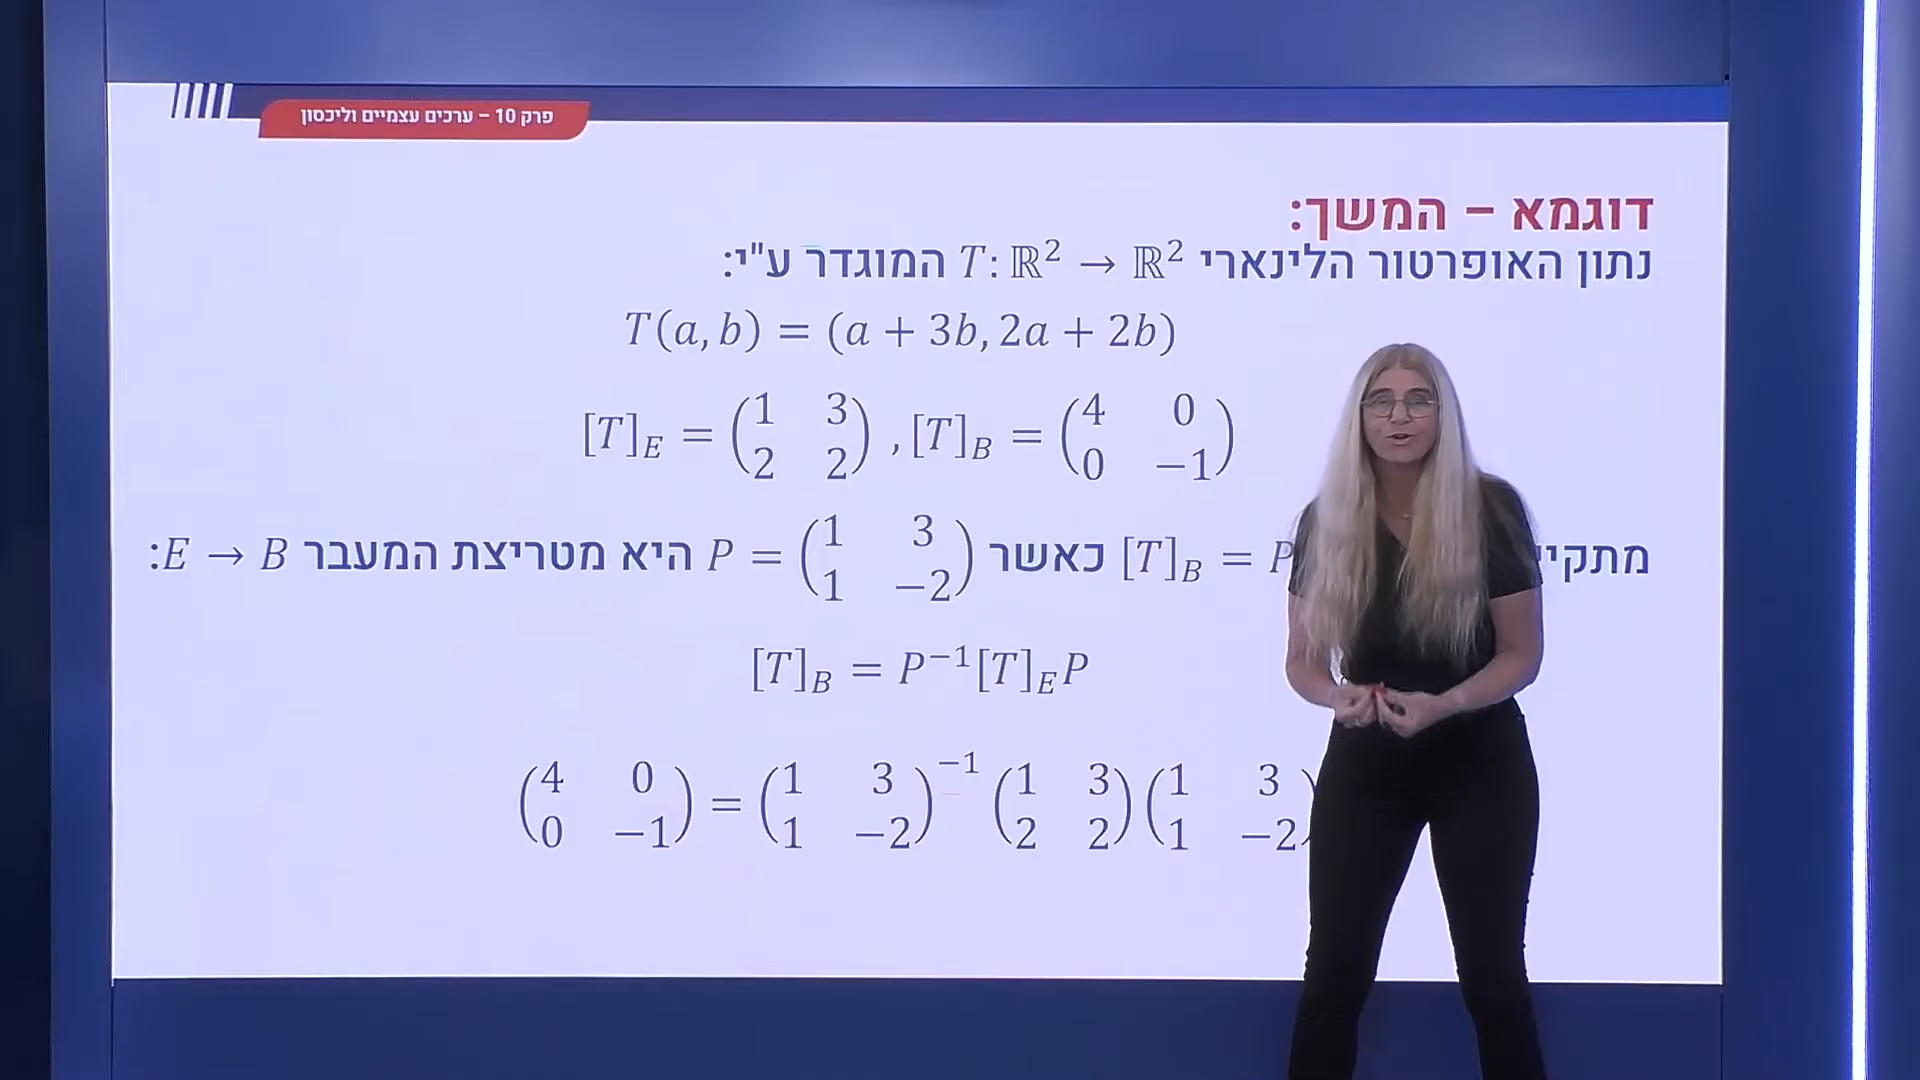 פרק 10 – ערכים עצמיים וליכסון
דוגמא – המשך:
נתון האופרטור הלינארי T: ℝ² → ℝ² המוגדר ע"י:
T(a, b) = (a + 3b, 2a + 2b)
[T]_E = (1 3; 2 2) , [T]_B = (4 0; 0 −1)
[T]_B = P כאשר P = (1 3; 1 −2) היא מטריצת המעבר E → B:
[T]_B = P⁻¹[T]_E P
(4 0; 0 −1) = (1 3; 1 −2)⁻¹ (1 3; 2 2)(1 3; 1 −2)